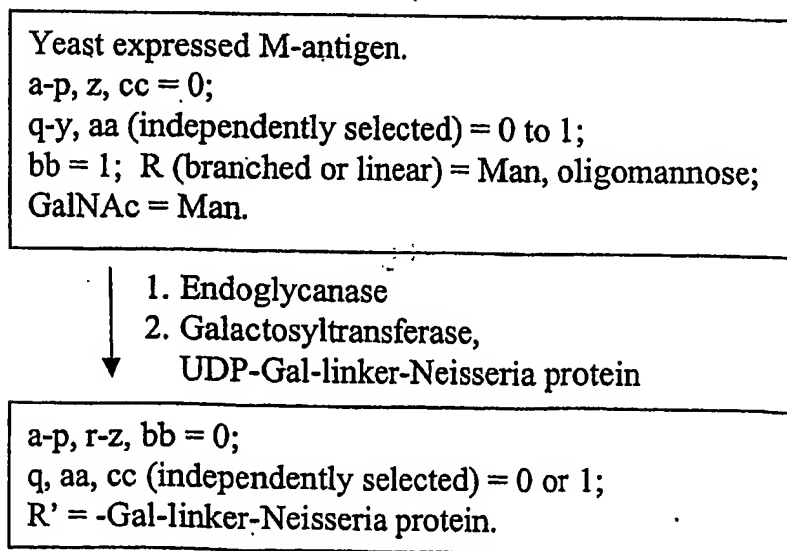 Yeast expressed M-antigen.
a-p, z, cc = 0;
q-y, aa (independently selected) = 0 to 1;
bb = 1; R (branched or linear) = Man, oligomannose;
GalNAc = Man.
1. Endoglycanase
2. Galactosyltransferase,
UDP-Gal-linker-Neisseria protein
a-p, r-z, bb = 0;
q, aa, cc (independently selected) = 0 or 1;
R' = -Gal-linker-Neisseria protein.